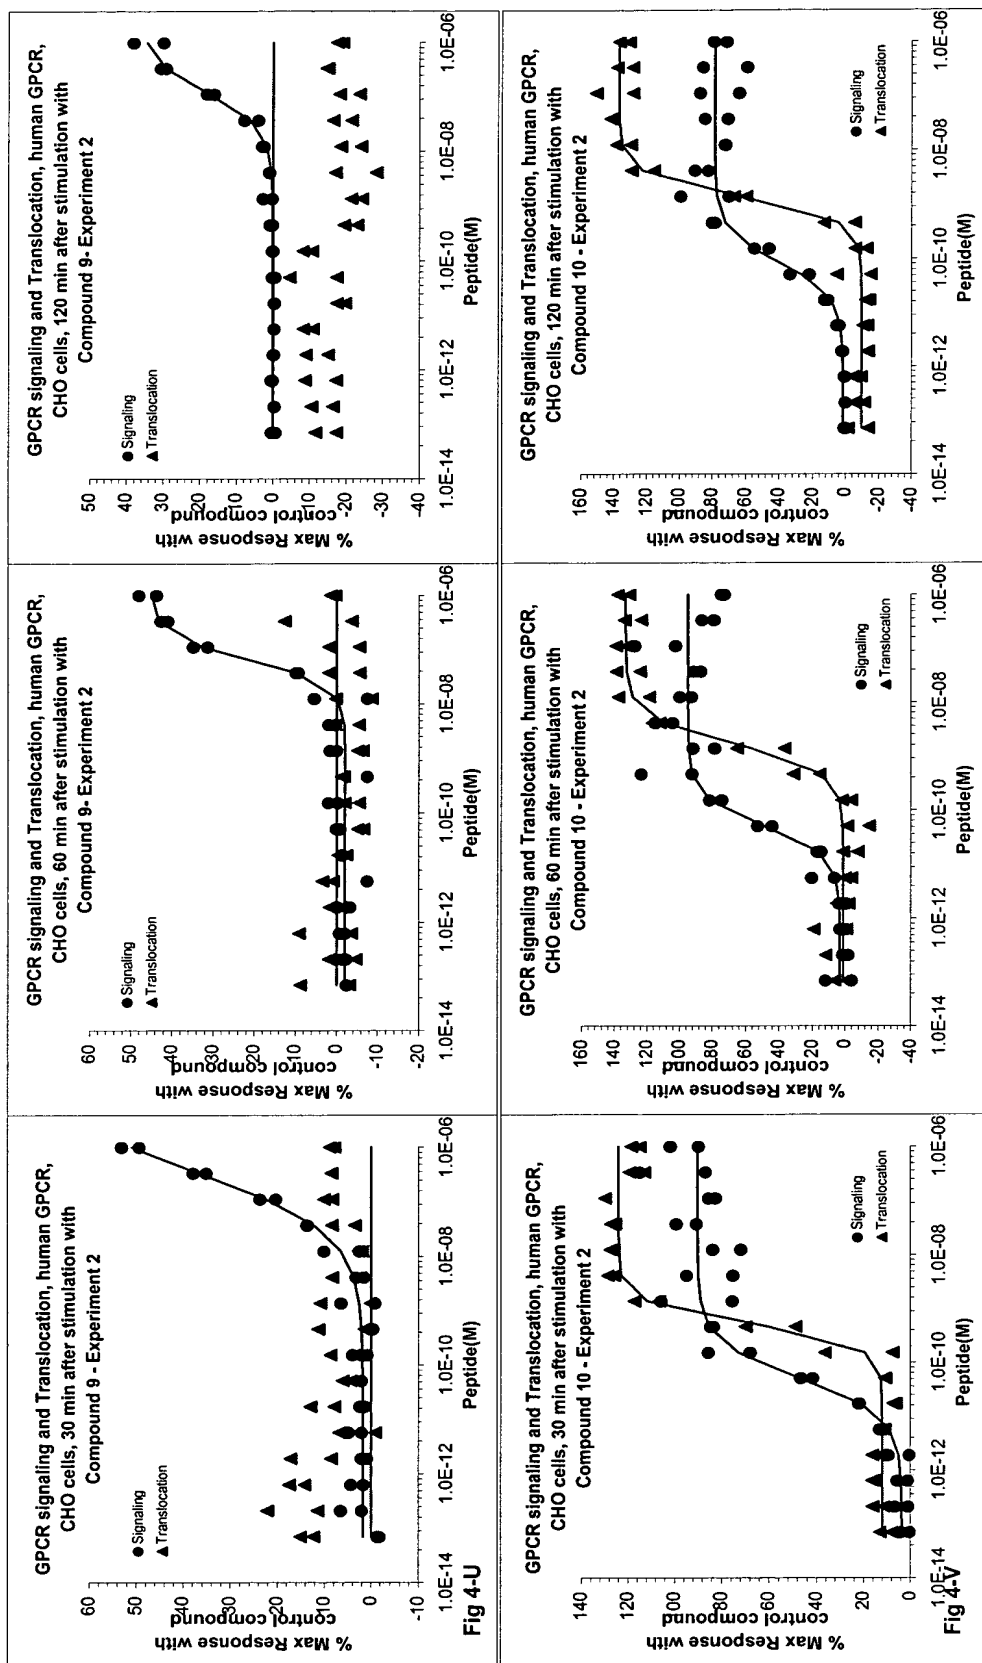 GPCR signaling and Translocation, human GPCR,
CHO cells, 30 min after stimulation with
Compound 9 - Experiment 2
% Max Response with
control compound
60
50
40
30
20
10
0
-10
Signaling
Translocation
1.0E-14 1.0E-12 1.0E-10 1.0E-08 1.0E-06
Peptide(M)
Fig 4-U
GPCR signaling and Translocation, human GPCR,
CHO cells, 60 min after stimulation with
Compound 9- Experiment 2
% Max Response with
control compound
60
50
40
30
20
10
0
-10
-20
Signaling
Translocation
1.0E-14 1.0E-12 1.0E-10 1.0E-08 1.0E-06
Peptide(M)
GPCR signaling and Translocation, human GPCR,
CHO cells, 120 min after stimulation with
Compound 9- Experiment 2
% Max Response with
control compound
50
40
30
20
10
0
-10
-20
-30
-40
Signaling
Translocation
1.0E-14 1.0E-12 1.0E-10 1.0E-08 1.0E-06
Peptide(M)
GPCR signaling and Translocation, human GPCR,
CHO cells, 30 min after stimulation with
Compound 10 - Experiment 2
% Max Response with
control compound
140
120
100
80
60
40
20
0
Signaling
Translocation
1.0E-14 1.0E-12 1.0E-10 1.0E-08 1.0E-06
Peptide(M)
Fig 4-V
GPCR signaling and Translocation, human GPCR,
CHO cells, 60 min after stimulation with
Compound 10 - Experiment 2
% Max Response with
control compound
160
140
120
100
80
60
40
20
0
-20
-40
Signaling
Translocation
1.0E-14 1.0E-12 1.0E-10 1.0E-08 1.0E-06
Peptide(M)
GPCR signaling and Translocation, human GPCR,
CHO cells, 120 min after stimulation with
Compound 10 - Experiment 2
% Max Response with
control compound
160
140
120
100
80
60
40
20
0
-20
-40
Signaling
Translocation
1.0E-14 1.0E-12 1.0E-10 1.0E-08 1.0E-06
Peptide(M)